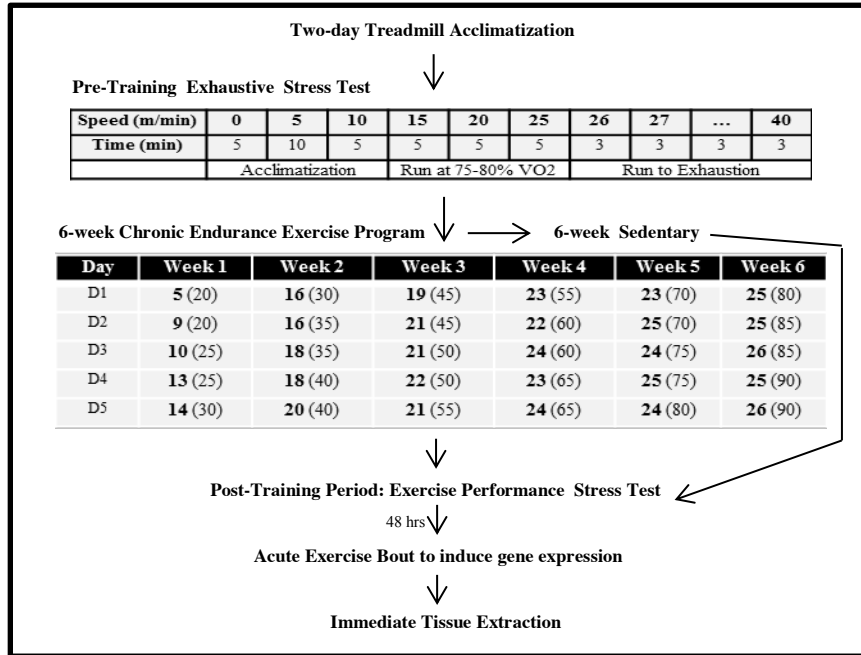 Two-day Treadmill Acclimatization
Pre-Training Exhaustive Stress Test
Speed (m/min) 0 5 10 15 20 25 26 27 ... 40
Time (min) 5 10 5 5 5 5 3 3 3 3
Acclimatization Run at 75-80% VO2 Run to Exhaustion
6-week Chronic Endurance Exercise Program 6-week Sedentary
Day Week 1 Week 2 Week 3 Week 4 Week 5 Week 6
D1 5 (20) 16 (30) 19 (45) 23 (55) 23 (70) 25 (80)
D2 9 (20) 16 (35) 21 (45) 22 (60) 25 (70) 25 (85)
D3 10 (25) 18 (35) 21 (50) 24 (60) 24 (75) 26 (85)
D4 13 (25) 18 (40) 22 (50) 23 (65) 25 (75) 25 (90)
D5 14 (30) 20 (40) 21 (55) 24 (65) 24 (80) 26 (90)
Post-Training Period: Exercise Performance Stress Test
48 hrs
Acute Exercise Bout to induce gene expression
Immediate Tissue Extraction